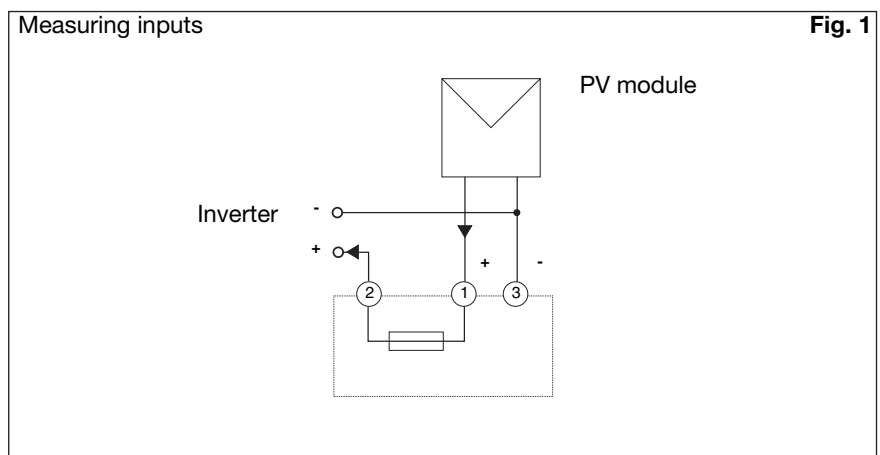 Measuring inputs Fig. 1
PV module
Inverter -
+
+ -
2 1 3